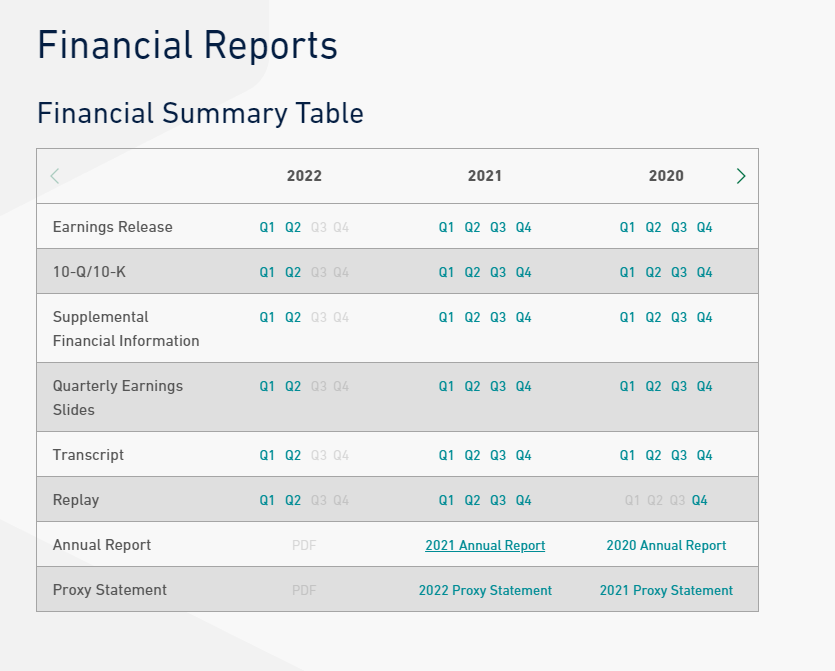 Financial Reports
Financial Summary Table
2022 2021 2020
Earnings Release Q1 Q2 Q3 Q4 Q1 Q2 Q3 Q4 Q1 Q2 Q3 Q4
10-Q/10-K Q1 Q2 Q3 Q4 Q1 Q2 Q3 Q4 Q1 Q2 Q3 Q4
Supplemental Q1 Q2 Q3 Q4 Q1 Q2 Q3 Q4 Q1 Q2 Q3 Q4
Financial Information
Quarterly Earnings Q1 Q2 Q3 Q4 Q1 Q2 Q3 Q4 Q1 Q2 Q3 Q4
Slides
Transcript Q1 Q2 Q3 Q4 Q1 Q2 Q3 Q4 Q1 Q2 Q3 Q4
Replay Q1 Q2 Q3 Q4 Q1 Q2 Q3 Q4 Q1 Q2 Q3 Q4
Annual Report PDF 2021 Annual Report 2020 Annual Report
Proxy Statement PDF 2022 Proxy Statement 2021 Proxy Statement